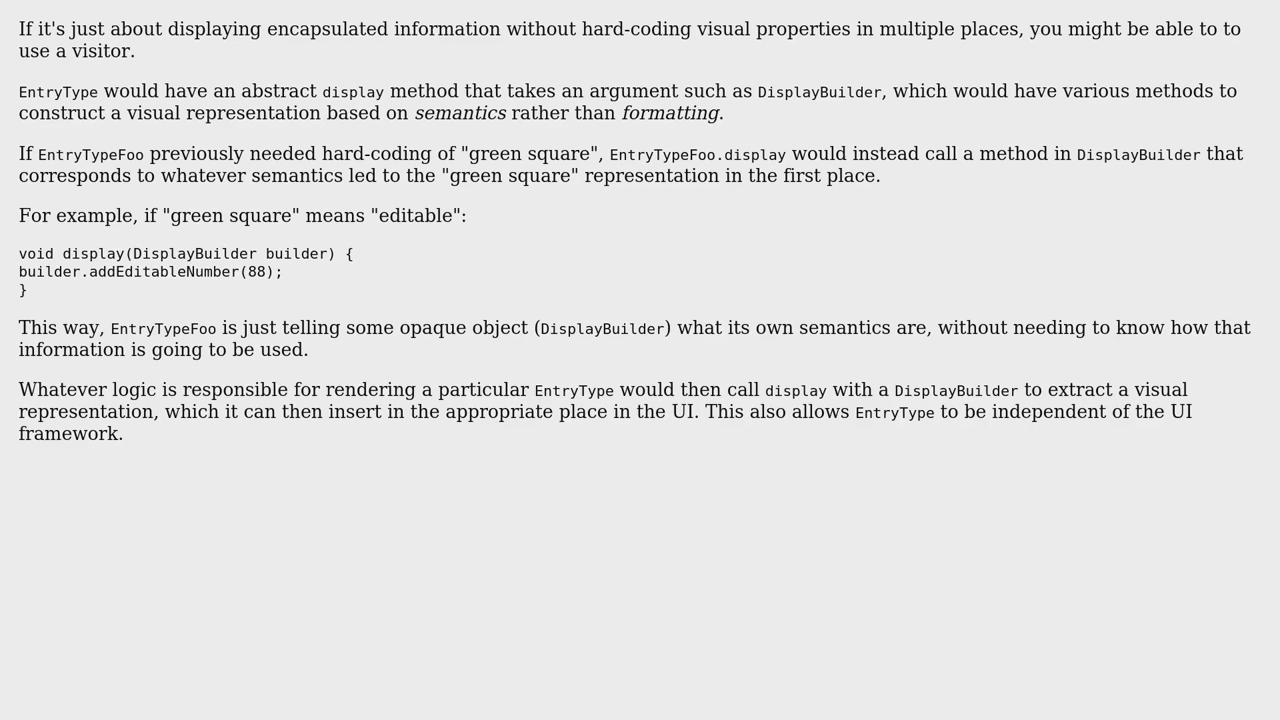 If it's just about displaying encapsulated information without hard-coding visual properties in multiple places, you might be able to to
use a visitor.
EntryType would have an abstract display method that takes an argument such as DisplayBuilder, which would have various methods to
construct a visual representation based on semantics rather than formatting.
If EntryTypeFoo previously needed hard-coding of "green square", EntryTypeFoo.display would instead call a method in DisplayBuilder that
corresponds to whatever semantics led to the "green square" representation in the first place.
For example, if "green square" means "editable":
void display(DisplayBuilder builder) {
builder.addEditableNumber(88);
}
This way, EntryTypeFoo is just telling some opaque object (DisplayBuilder) what its own semantics are, without needing to know how that
information is going to be used.
Whatever logic is responsible for rendering a particular EntryType would then call display with a DisplayBuilder to extract a visual
representation, which it can then insert in the appropriate place in the UI. This also allows EntryType to be independent of the UI
framework.